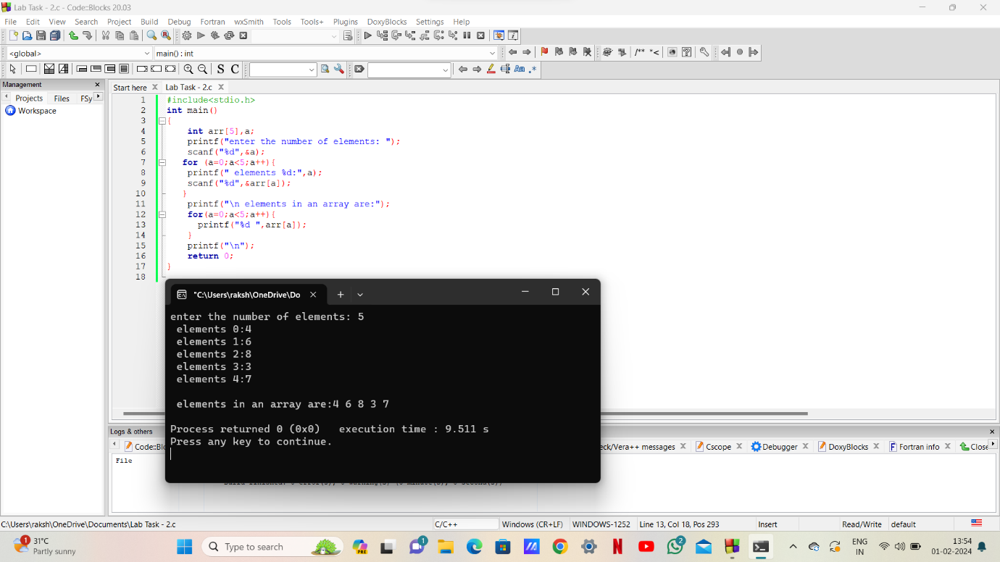 Lab Task - 2.c - Code::Blocks 20.03
File Edit View Search Project Build Debug Fortran wxSmith Tools Tools+ Plugins DoxyBlocks Settings Help
<global> main() : int
/** *<
S C Aa .*
Management
Projects Files FSy
Workspace
Start here Lab Task - 2.c
1 #include<stdio.h>
2 int main()
3 {
4 int arr[5],a;
5 printf("enter the number of elements: ");
6 scanf("%d",&a);
7 for (a=0;a<5;a++){
8 printf(" elements %d:",a);
9 scanf("%d",&arr[a]);
10 }
11 printf("\n elements in an array are:");
12 for(a=0;a<5;a++){
13 printf("%d ",arr[a]);
14 }
15 printf("\n");
16 return 0;
17 }
18
"C:\Users\raksh\OneDrive\Do
enter the number of elements: 5
elements 0:4
elements 1:6
elements 2:8
elements 3:3
elements 4:7
elements in an array are:4 6 8 3 7
Process returned 0 (0x0) execution time : 9.511 s
Press any key to continue.
Logs & others
Code::Blo eck/Vera++ messages Cscope Debugger DoxyBlocks Fortran info Close
File
C:\Users\raksh\OneDrive\Documents\Lab Task - 2.c C/C++ Windows (CR+LF) WINDOWS-1252 Line 13, Col 18, Pos 293 Insert Read/Write default
1 31°C
Partly sunny
Type to search
PRE 1 2
ENG
IN
13:54
01-02-2024